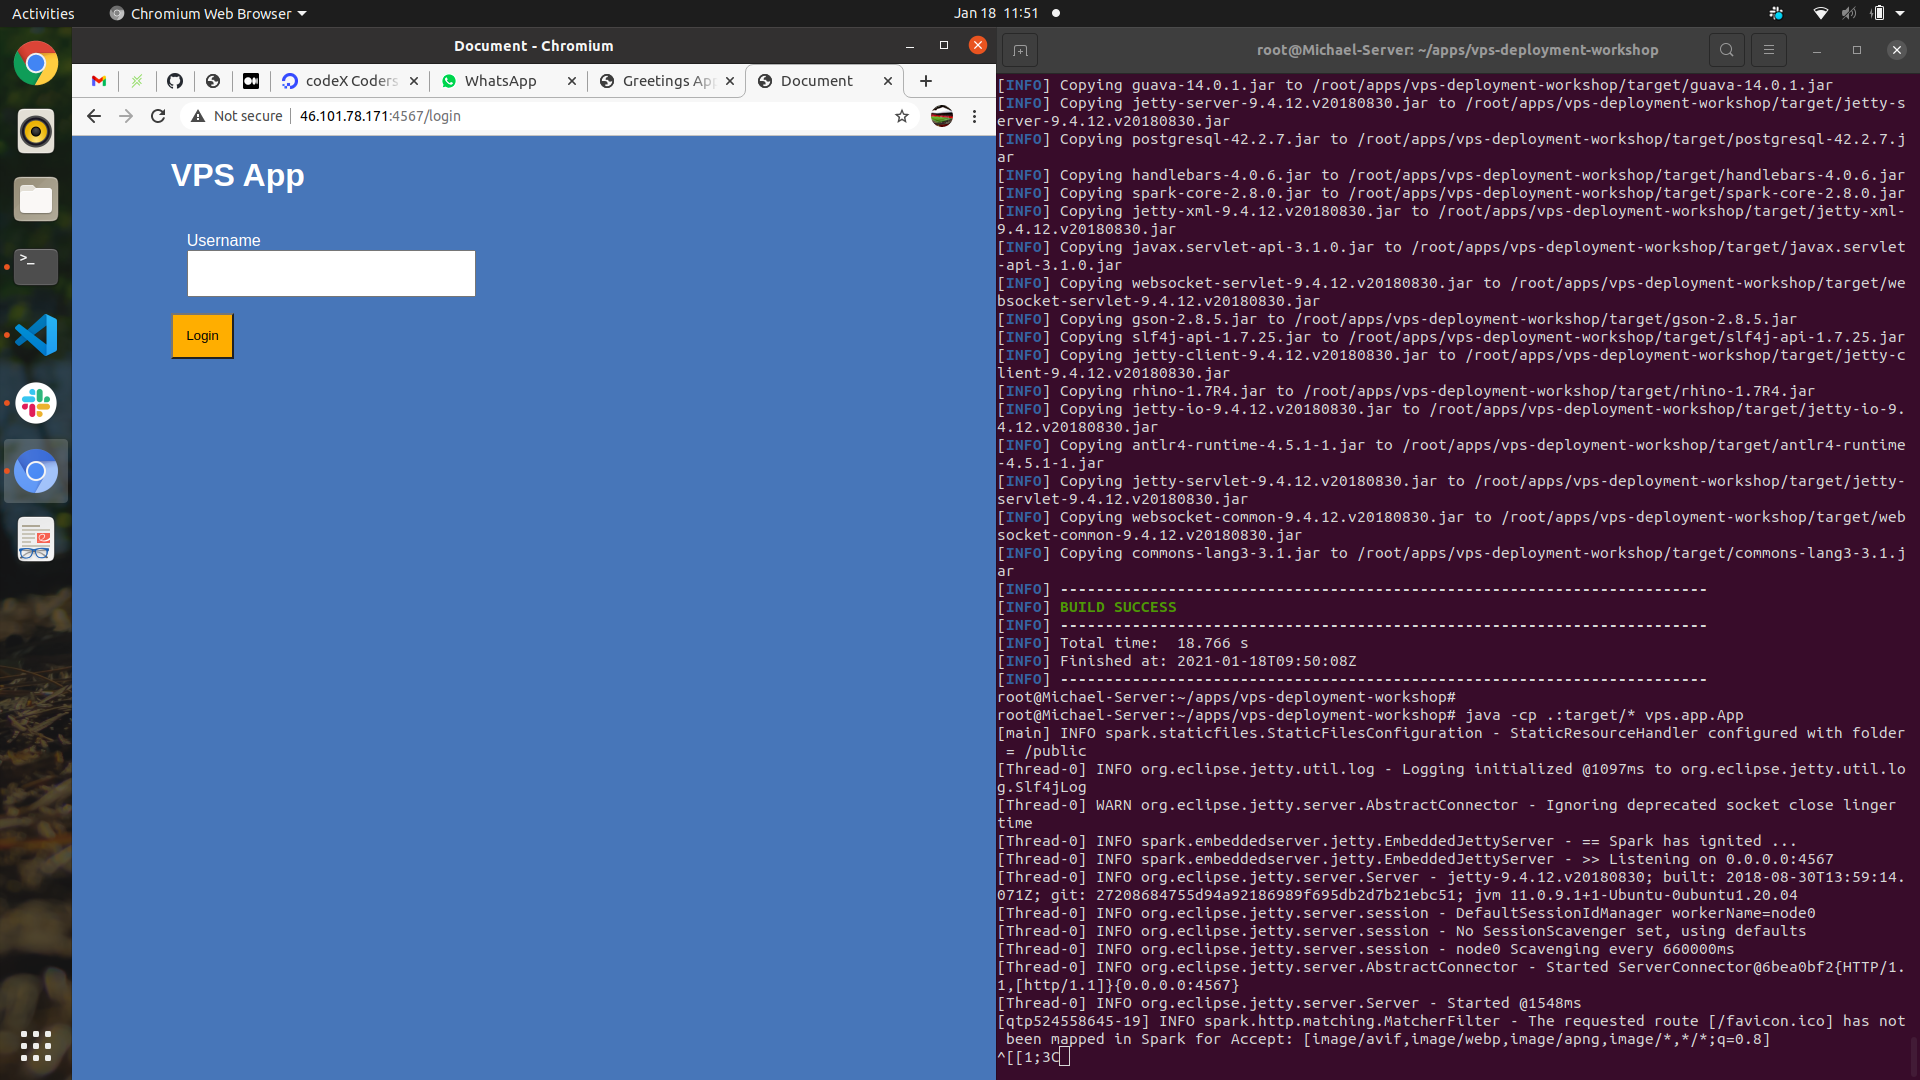 Activities
Chromium Web Browser
Jan 18 11:51
Document - Chromium
codeX Coders
WhatsApp
Greetings App
Document
Not secure
46.101.78.171:4567/login
VPS App
Username
Login
root@Michael-Server: ~/apps/vps-deployment-workshop
[INFO] Copying guava-14.0.1.jar to /root/apps/vps-deployment-workshop/target/guava-14.0.1.jar
[INFO] Copying jetty-server-9.4.12.v20180830.jar to /root/apps/vps-deployment-workshop/target/jetty-s
erver-9.4.12.v20180830.jar
[INFO] Copying postgresql-42.2.7.jar to /root/apps/vps-deployment-workshop/target/postgresql-42.2.7.j
ar
[INFO] Copying handlebars-4.0.6.jar to /root/apps/vps-deployment-workshop/target/handlebars-4.0.6.jar
[INFO] Copying spark-core-2.8.0.jar to /root/apps/vps-deployment-workshop/target/spark-core-2.8.0.jar
[INFO] Copying jetty-xml-9.4.12.v20180830.jar to /root/apps/vps-deployment-workshop/target/jetty-xml-
9.4.12.v20180830.jar
[INFO] Copying javax.servlet-api-3.1.0.jar to /root/apps/vps-deployment-workshop/target/javax.servlet
-api-3.1.0.jar
[INFO] Copying websocket-servlet-9.4.12.v20180830.jar to /root/apps/vps-deployment-workshop/target/we
bsocket-servlet-9.4.12.v20180830.jar
[INFO] Copying gson-2.8.5.jar to /root/apps/vps-deployment-workshop/target/gson-2.8.5.jar
[INFO] Copying slf4j-api-1.7.25.jar to /root/apps/vps-deployment-workshop/target/slf4j-api-1.7.25.jar
[INFO] Copying jetty-client-9.4.12.v20180830.jar to /root/apps/vps-deployment-workshop/target/jetty-c
lient-9.4.12.v20180830.jar
[INFO] Copying rhino-1.7R4.jar to /root/apps/vps-deployment-workshop/target/rhino-1.7R4.jar
[INFO] Copying jetty-io-9.4.12.v20180830.jar to /root/apps/vps-deployment-workshop/target/jetty-io-9.
4.12.v20180830.jar
[INFO] Copying antlr4-runtime-4.5.1-1.jar to /root/apps/vps-deployment-workshop/target/antlr4-runtime
-4.5.1-1.jar
[INFO] Copying jetty-servlet-9.4.12.v20180830.jar to /root/apps/vps-deployment-workshop/target/jetty-
servlet-9.4.12.v20180830.jar
[INFO] Copying websocket-common-9.4.12.v20180830.jar to /root/apps/vps-deployment-workshop/target/web
socket-common-9.4.12.v20180830.jar
[INFO] Copying commons-lang3-3.1.jar to /root/apps/vps-deployment-workshop/target/commons-lang3-3.1.j
ar
[INFO] ------------------------------------------------------------------------
[INFO] BUILD SUCCESS
[INFO] ------------------------------------------------------------------------
[INFO] Total time:  18.766 s
[INFO] Finished at: 2021-01-18T09:50:08Z
[INFO] ------------------------------------------------------------------------
root@Michael-Server:~/apps/vps-deployment-workshop#
root@Michael-Server:~/apps/vps-deployment-workshop# java -cp .:target/* vps.app.App
[main] INFO spark.staticfiles.StaticFilesConfiguration - StaticResourceHandler configured with folder
 = /public
[Thread-0] INFO org.eclipse.jetty.util.log - Logging initialized @1097ms to org.eclipse.jetty.util.lo
g.Slf4jLog
[Thread-0] WARN org.eclipse.jetty.server.AbstractConnector - Ignoring deprecated socket close linger
time
[Thread-0] INFO spark.embeddedserver.jetty.EmbeddedJettyServer - == Spark has ignited ...
[Thread-0] INFO spark.embeddedserver.jetty.EmbeddedJettyServer - >> Listening on 0.0.0.0:4567
[Thread-0] INFO org.eclipse.jetty.server.Server - jetty-9.4.12.v20180830; built: 2018-08-30T13:59:14.
071Z; git: 27208684755d94a92186989f695db2d7b21ebc51; jvm 11.0.9.1+1-Ubuntu-0ubuntu1.20.04
[Thread-0] INFO org.eclipse.jetty.server.session - DefaultSessionIdManager workerName=node0
[Thread-0] INFO org.eclipse.jetty.server.session - No SessionScavenger set, using defaults
[Thread-0] INFO org.eclipse.jetty.server.session - node0 Scavenging every 660000ms
[Thread-0] INFO org.eclipse.jetty.server.AbstractConnector - Started ServerConnector@6bea0bf2{HTTP/1.
1,[http/1.1]}{0.0.0.0:4567}
[Thread-0] INFO org.eclipse.jetty.server.Server - Started @1548ms
[qtp524558645-19] INFO spark.http.matching.MatcherFilter - The requested route [/favicon.ico] has not
 been mapped in Spark for Accept: [image/avif,image/webp,image/apng,image/*,*/*;q=0.8]
^[[1;3C